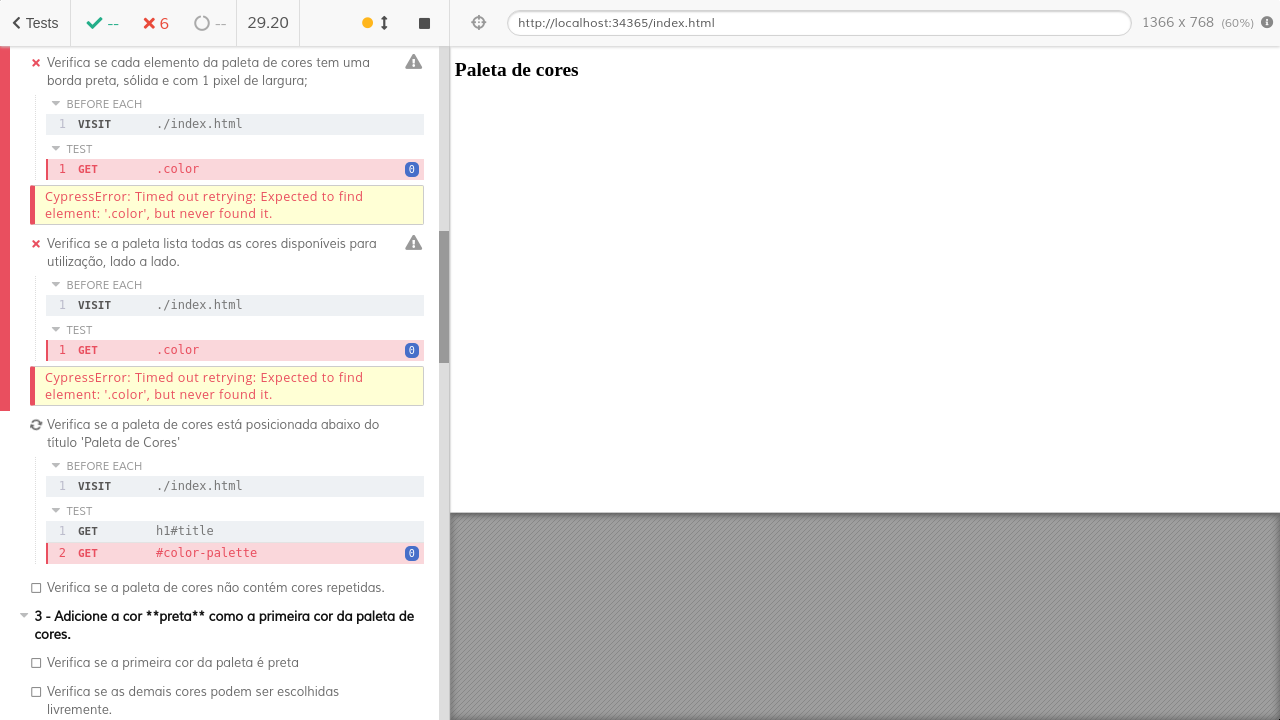 Tests
--
6
--
29.20
http://localhost:34365/index.html
1366 x 768 (60%)
Verifica se cada elemento da paleta de cores tem uma
borda preta, sólida e com 1 pixel de largura;
BEFORE EACH
1 VISIT ./index.html
TEST
1 GET .color 0
CypressError: Timed out retrying: Expected to find
element: '.color', but never found it.
Verifica se a paleta lista todas as cores disponíveis para
utilização, lado a lado.
BEFORE EACH
1 VISIT ./index.html
TEST
1 GET .color 0
CypressError: Timed out retrying: Expected to find
element: '.color', but never found it.
Verifica se a paleta de cores está posicionada abaixo do
título 'Paleta de Cores'
BEFORE EACH
1 VISIT ./index.html
TEST
1 GET h1#title
2 GET #color-palette 0
Verifica se a paleta de cores não contém cores repetidas.
3 - Adicione a cor **preta** como a primeira cor da paleta de
cores.
Verifica se a primeira cor da paleta é preta
Verifica se as demais cores podem ser escolhidas
livremente.
Paleta de cores